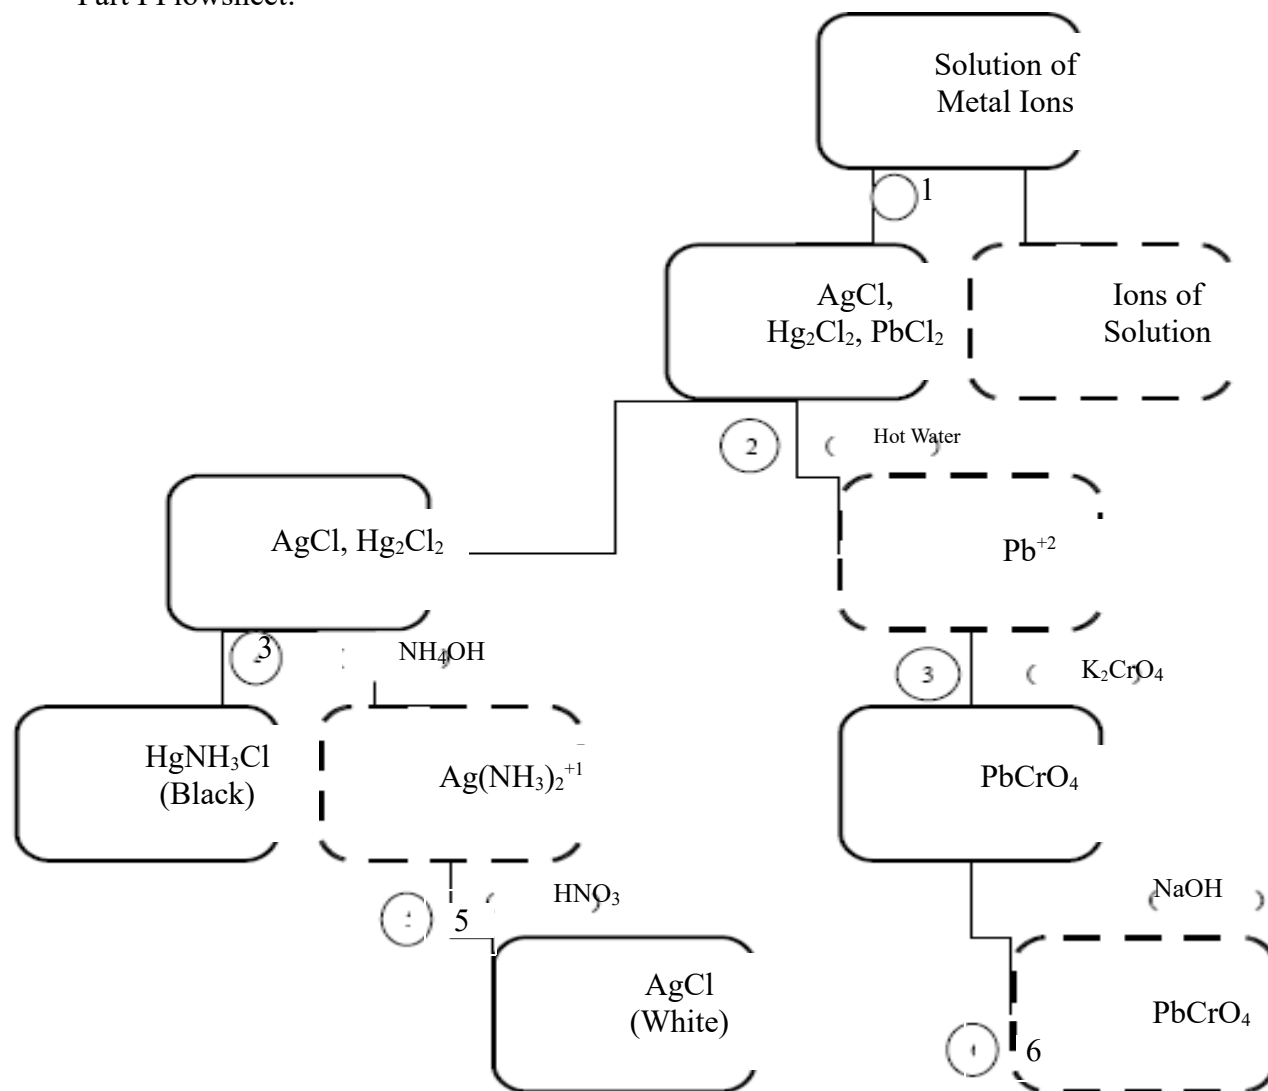 Part I Flowsheet:
Solution of
Metal Ions
1
AgCl,
Hg₂Cl₂, PbCl₂
Ions of
Solution
2
( Hot Water )
AgCl, Hg₂Cl₂
Pb⁺²
3
NH₄OH
3
( K₂CrO₄ )
HgNH₃Cl
(Black)
Ag(NH₃)₂⁺¹
PbCrO₄
5
( HNO₃ )
( NaOH )
AgCl
(White)
PbCrO₄
6